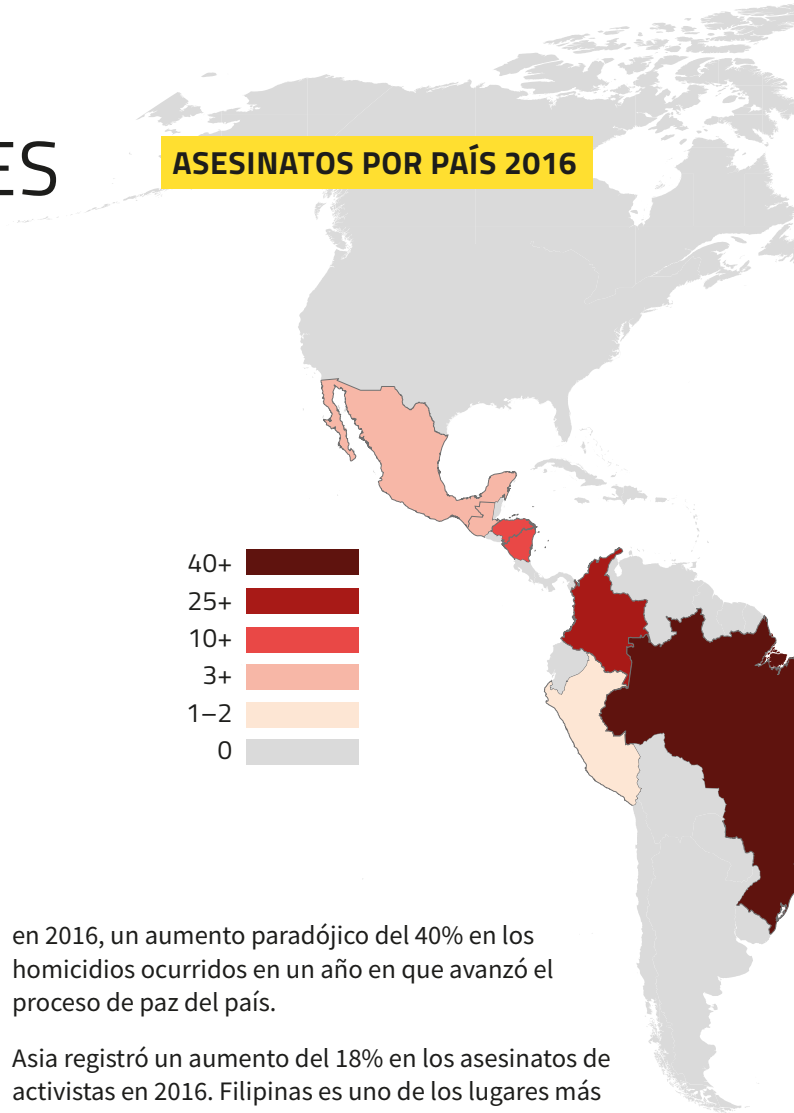 ES
ASESINATOS POR PAÍS 2016
40+
25+
10+
3+
1–2
0
en 2016, un aumento paradójico del 40% en los
homicidios ocurridos en un año en que avanzó el
proceso de paz del país.
Asia registró un aumento del 18% en los asesinatos de
activistas en 2016. Filipinas es uno de los lugares más